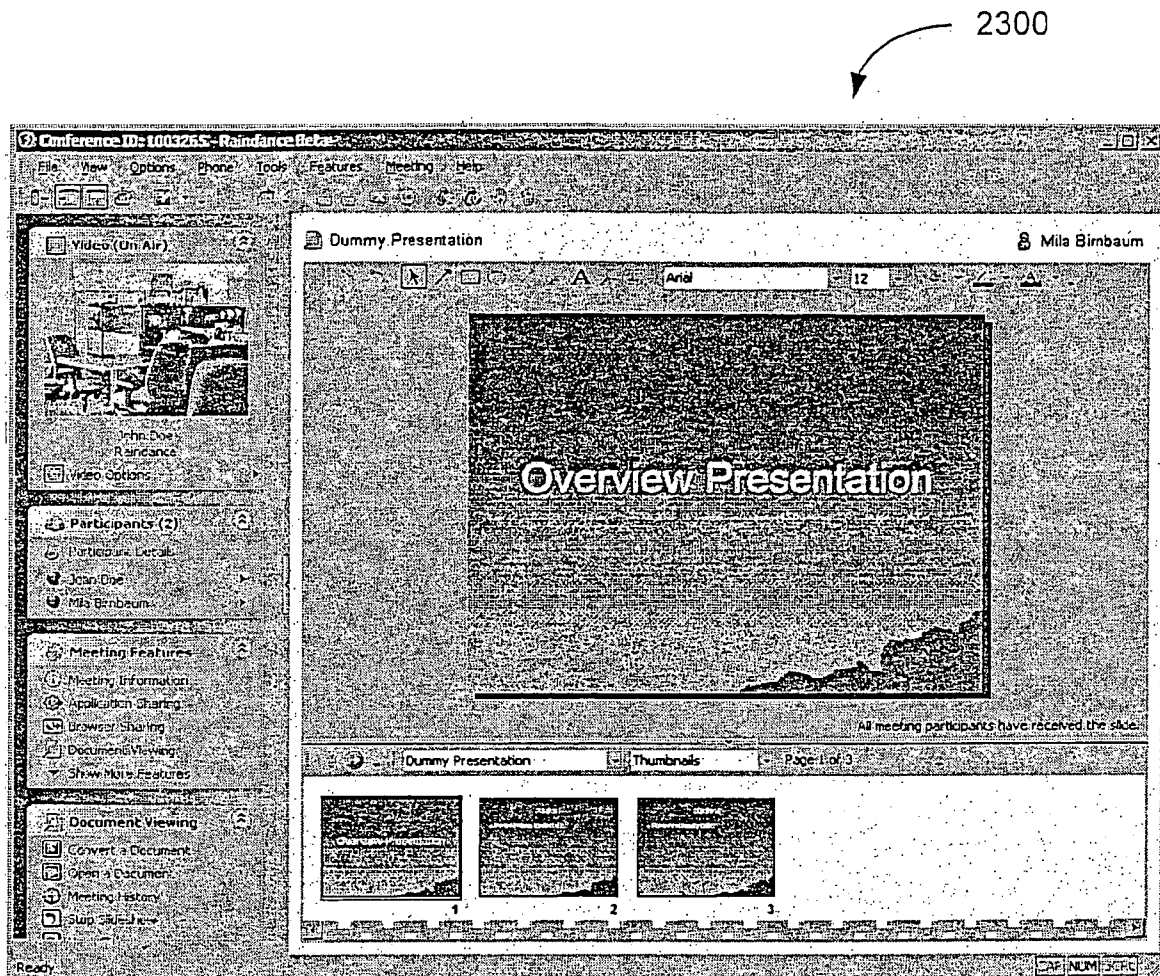 2300
Conference ID: 1003265 - Raindance Beta
File View Options Phone Tools Features Meeting Help
Video (On Air)
John Doe
Raindance
Video Options
Participants (2)
Participant Details
Joan Doe
Mila Birnbaum
Meeting Features
Meeting Information
Application Sharing
Browser Sharing
Document Viewing
Show More Features
Document Viewing
Convert a Document
Open a Document
Meeting History
Stop Slideshow
Dummy Presentation
Mila Birnbaum
A
Arial
12
A
Overview Presentation
All meeting participants have received the slide.
Dummy Presentation
Thumbnails
Page 1 of 3
Overview Presentation
1
2
3
Ready
NUM